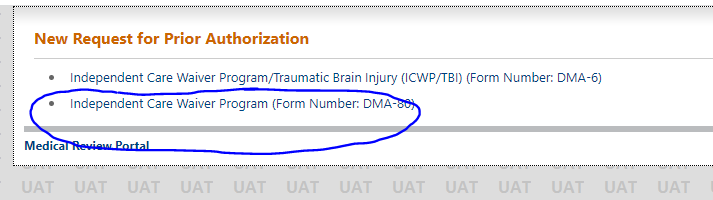 New Request for Prior Authorization
Independent Care Waiver Program/Traumatic Brain Injury (ICWP/TBI) (Form Number: DMA-6)
Independent Care Waiver Program (Form Number: DMA-80)
Medical Review Portal
UAT UAT UAT UAT UAT UAT UAT UAT UAT UAT UAT UAT UAT